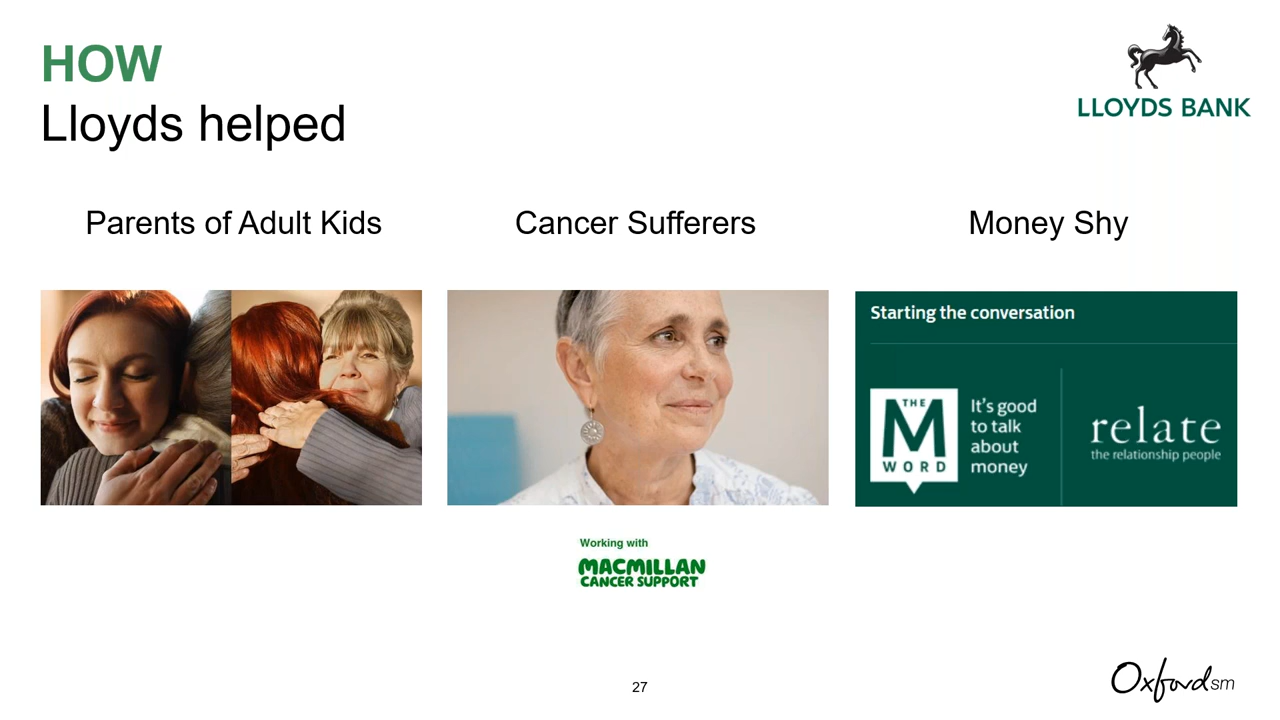 HOW
Lloyds helped
LLOYDS BANK
Parents of Adult Kids
Cancer Sufferers
Money Shy
Starting the conversation
THE
M
WORD
It's good
to talk
about
money
relate
the relationship people
Working with
MACMILLAN
CANCER SUPPORT
27
Oxford sm